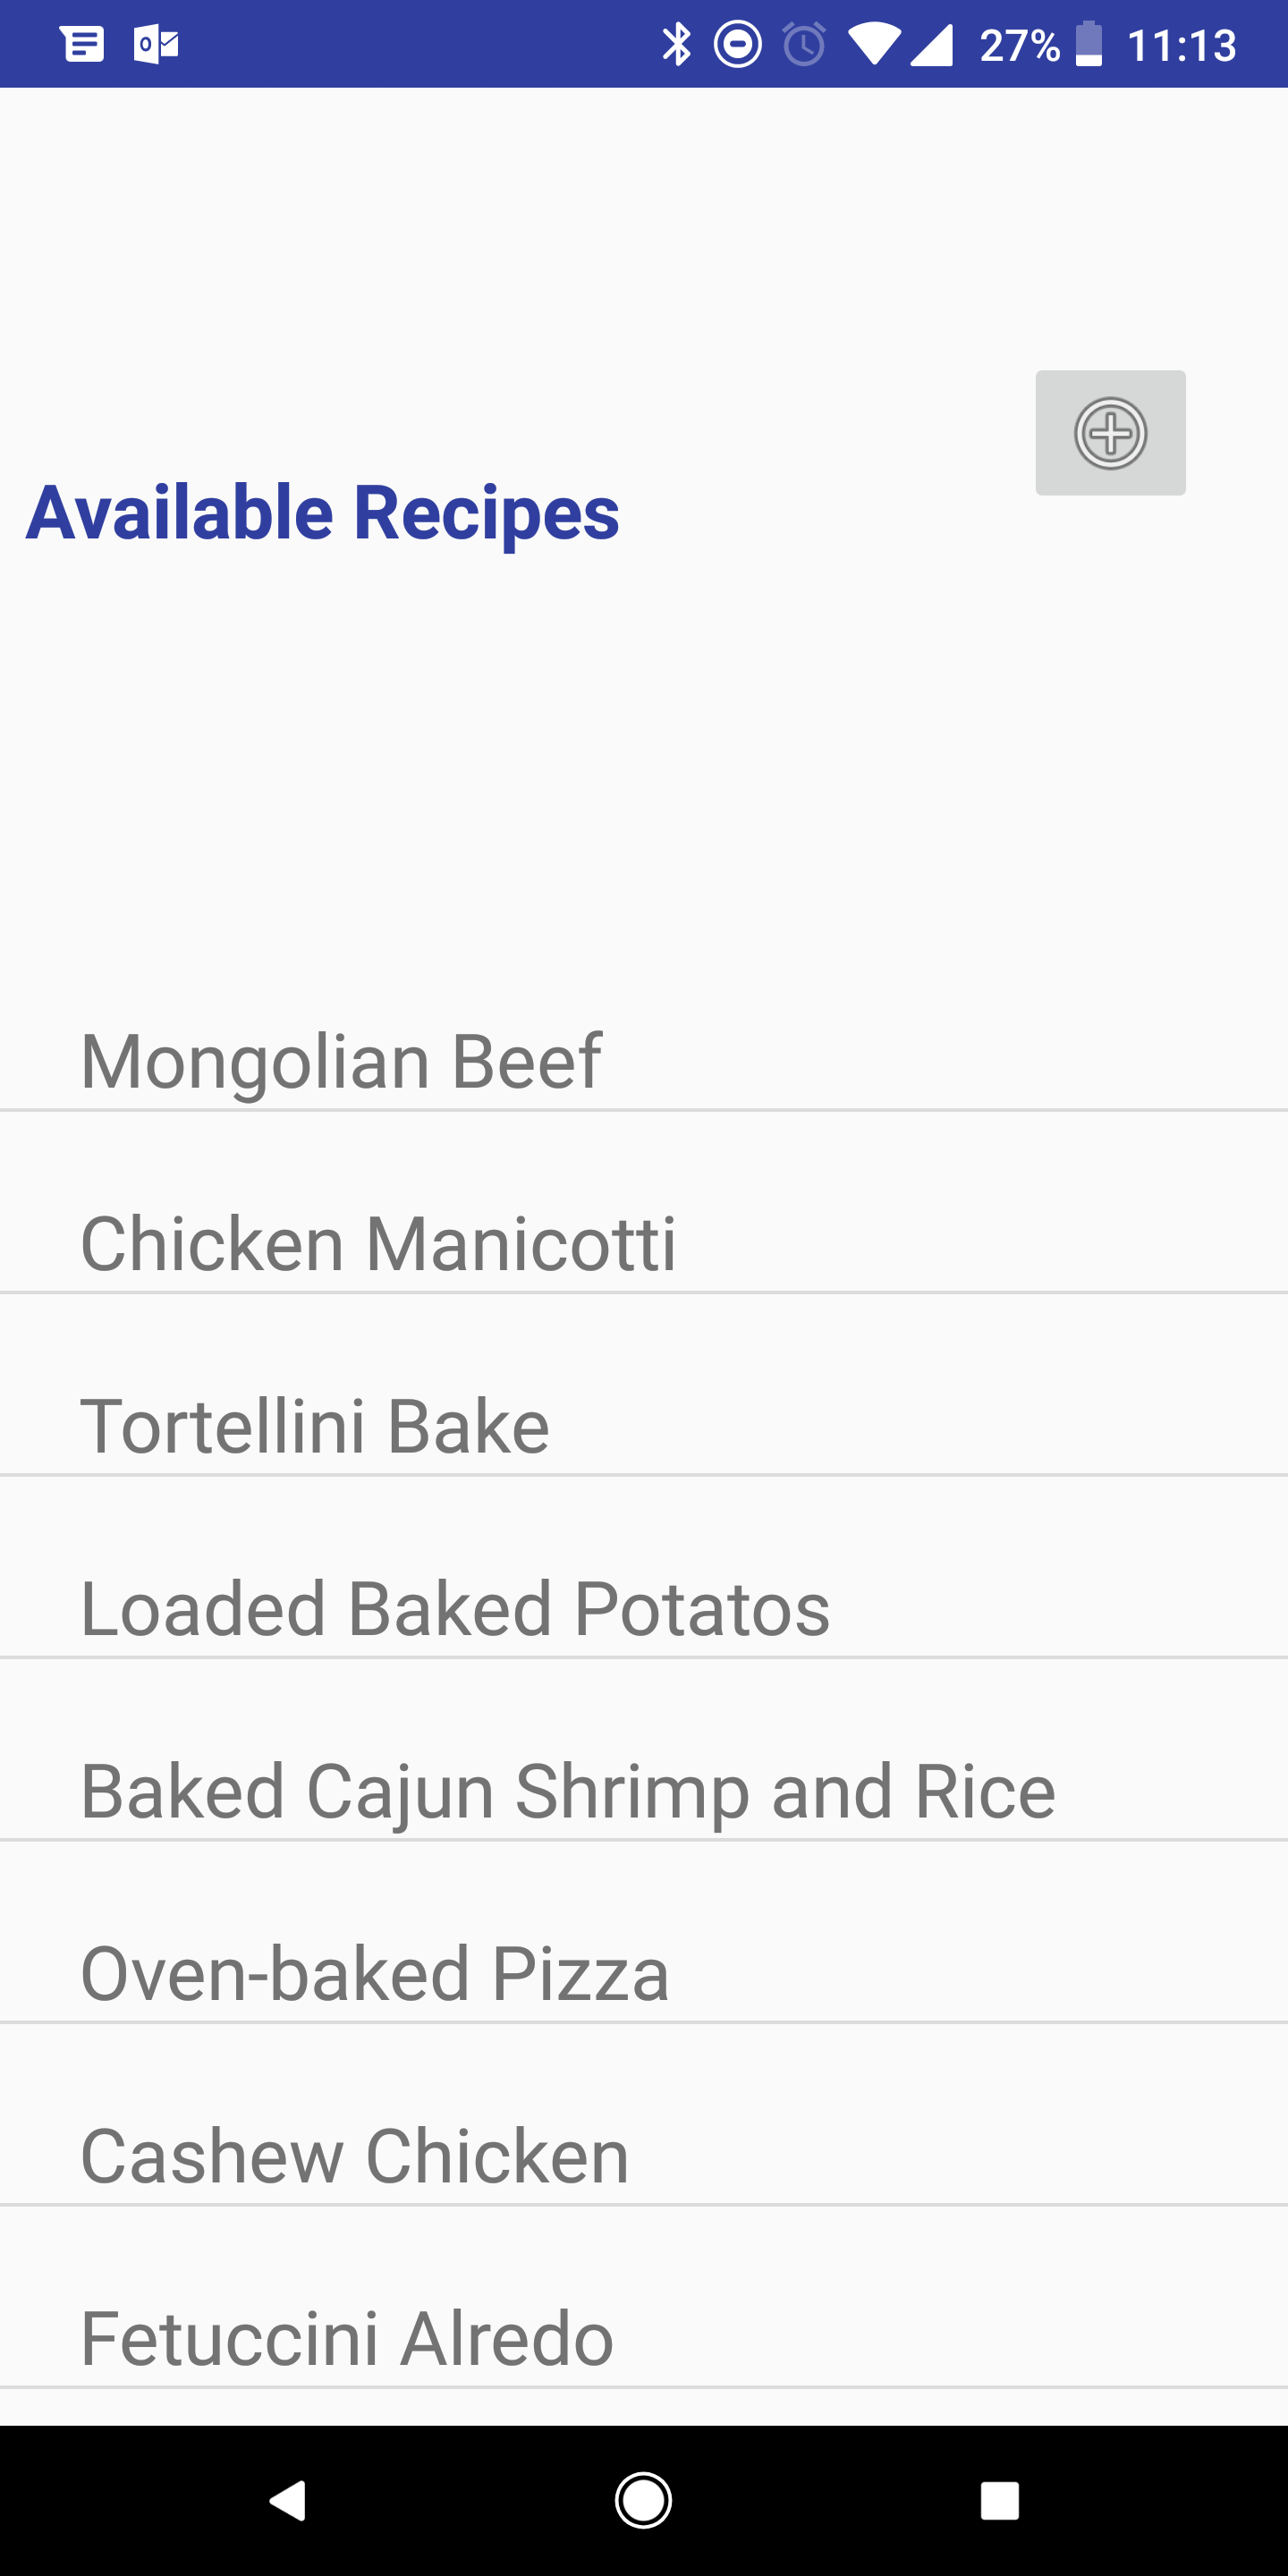 27% 11:13
Available Recipes
Mongolian Beef
Chicken Manicotti
Tortellini Bake
Loaded Baked Potatos
Baked Cajun Shrimp and Rice
Oven-baked Pizza
Cashew Chicken
Fetuccini Alredo